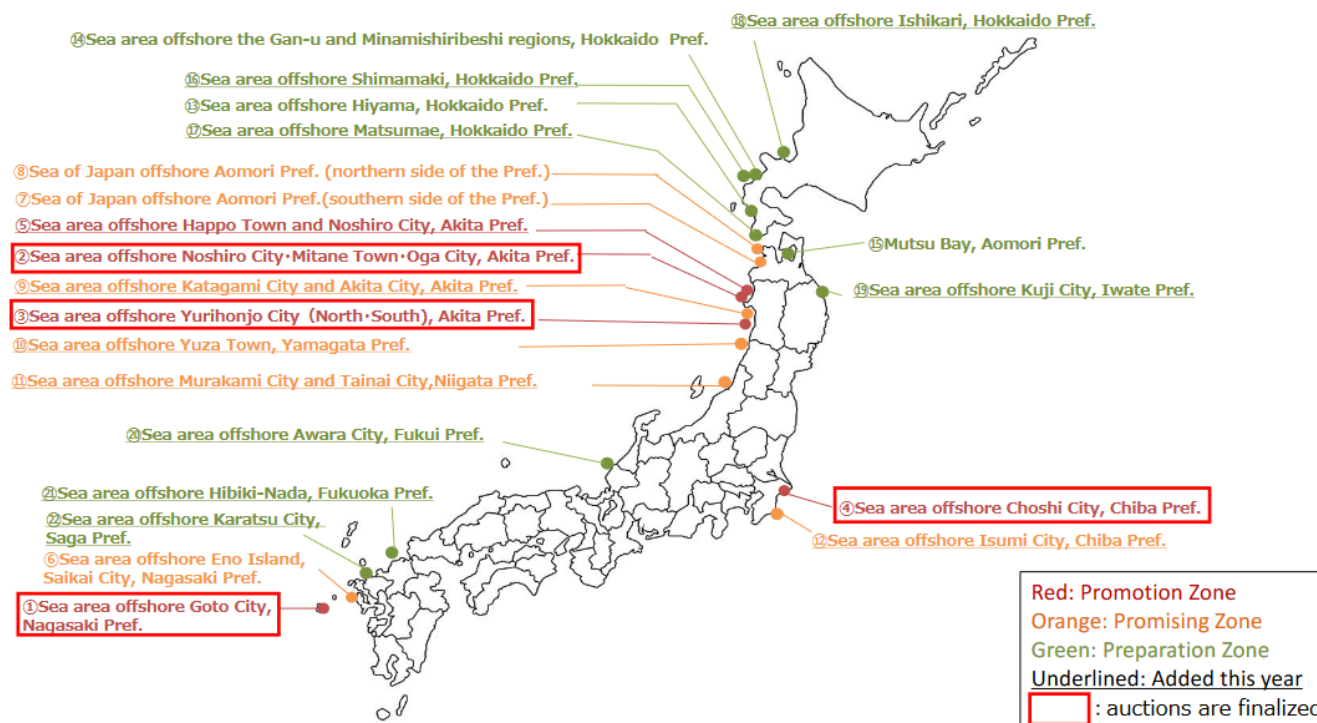 ⑱Sea area offshore Ishikari, Hokkaido Pref.
⑭Sea area offshore the Gan-u and Minamishiribeshi regions, Hokkaido Pref.
⑯Sea area offshore Shimamaki, Hokkaido Pref.
⑬Sea area offshore Hiyama, Hokkaido Pref.
⑰Sea area offshore Matsumae, Hokkaido Pref.
⑧Sea of Japan offshore Aomori Pref. (northern side of the Pref.)
⑦Sea of Japan offshore Aomori Pref.(southern side of the Pref.)
⑤Sea area offshore Happo Town and Noshiro City, Akita Pref.
②Sea area offshore Noshiro City・Mitane Town・Oga City, Akita Pref.
⑨Sea area offshore Katagami City and Akita City, Akita Pref.
③Sea area offshore Yurihonjo City（North・South), Akita Pref.
⑩Sea area offshore Yuza Town, Yamagata Pref.
⑪Sea area offshore Murakami City and Tainai City,Niigata Pref.
⑮Mutsu Bay, Aomori Pref.
⑲Sea area offshore Kuji City, Iwate Pref.
⑳Sea area offshore Awara City, Fukui Pref.
㉑Sea area offshore Hibiki-Nada, Fukuoka Pref.
㉒Sea area offshore Karatsu City,
Saga Pref.
⑥Sea area offshore Eno Island,
Saikai City, Nagasaki Pref.
①Sea area offshore Goto City,
Nagasaki Pref.
④Sea area offshore Choshi City, Chiba Pref.
⑫Sea area offshore Isumi City, Chiba Pref.
Red: Promotion Zone
Orange: Promising Zone
Green: Preparation Zone
Underlined: Added this year
: auctions are finalized